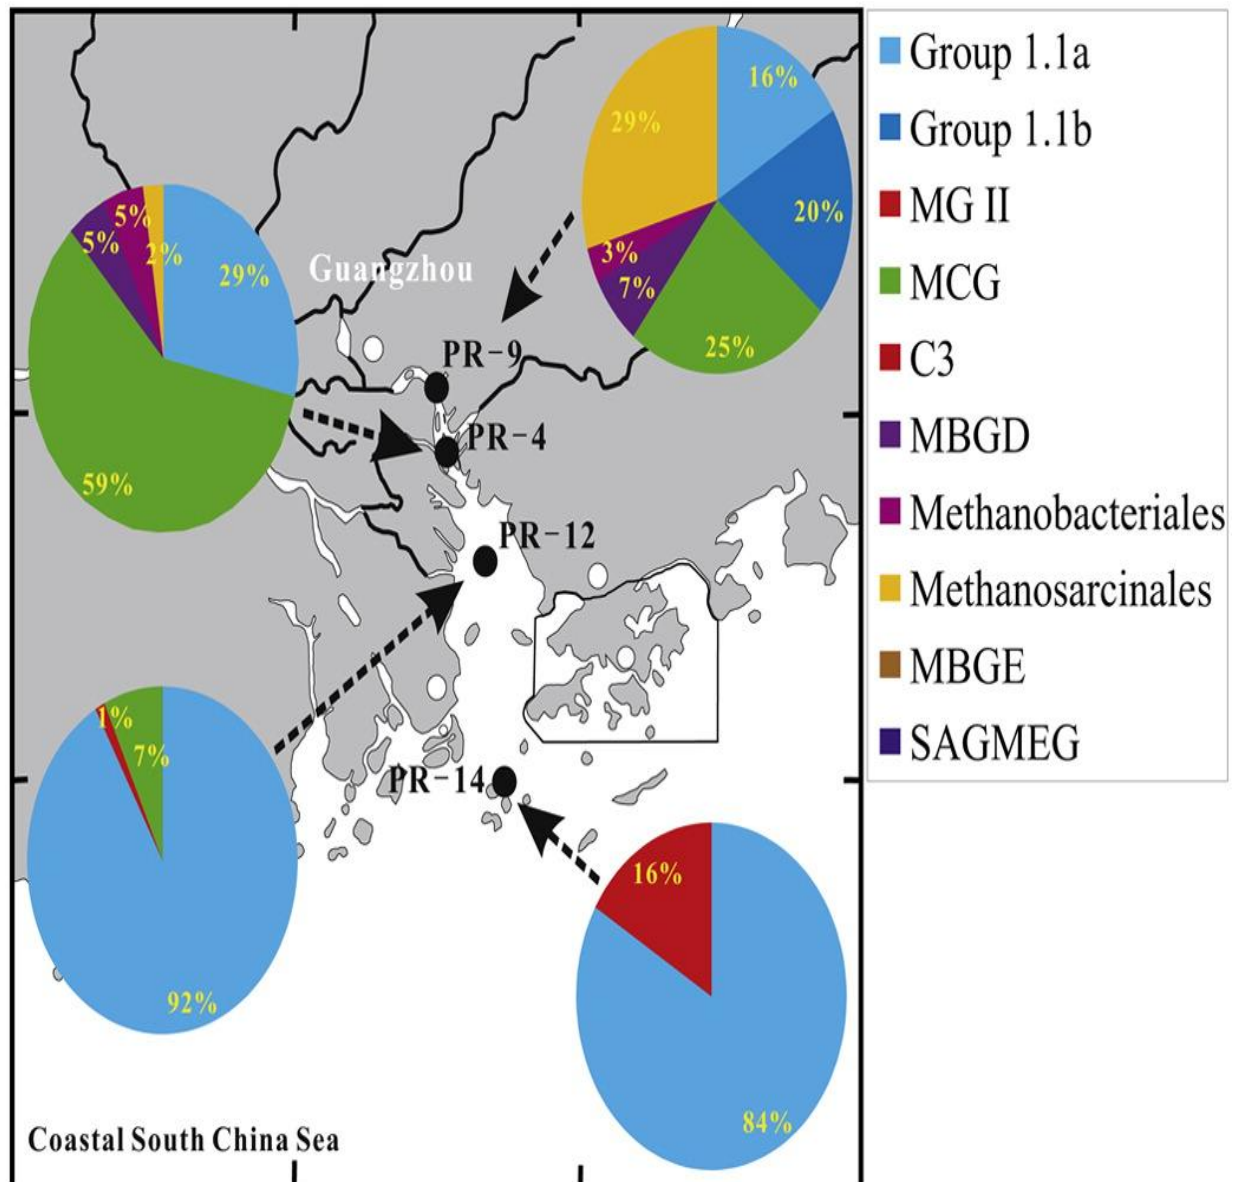 16%
29%
20%
3%
7%
25%
5%
5%
2%
29%
59%
Guangzhou
PR-9
PR-4
PR-12
PR-14
1%
7%
92%
16%
84%
Coastal South China Sea
Group 1.1a
Group 1.1b
MG II
MCG
C3
MBGD
Methanobacteriales
Methanosarcinales
MBGE
SAGMEG